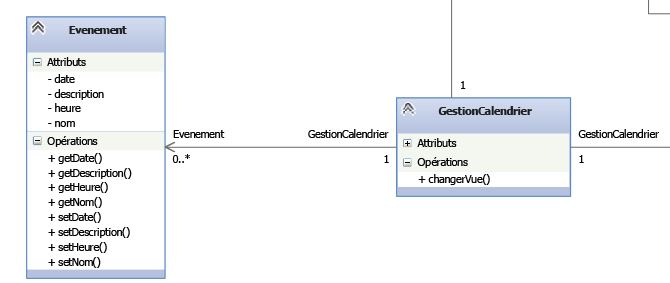 Evenement
Attributs
- date
- description
- heure
- nom
Opérations
+ getDate()
+ getDescription()
+ getHeure()
+ getNom()
+ setDate()
+ setDescription()
+ setHeure()
+ setNom()
Evenement
0..*
GestionCalendrier
1
1
GestionCalendrier
Attributs
Opérations
+ changerVue()
GestionCalendrier
1